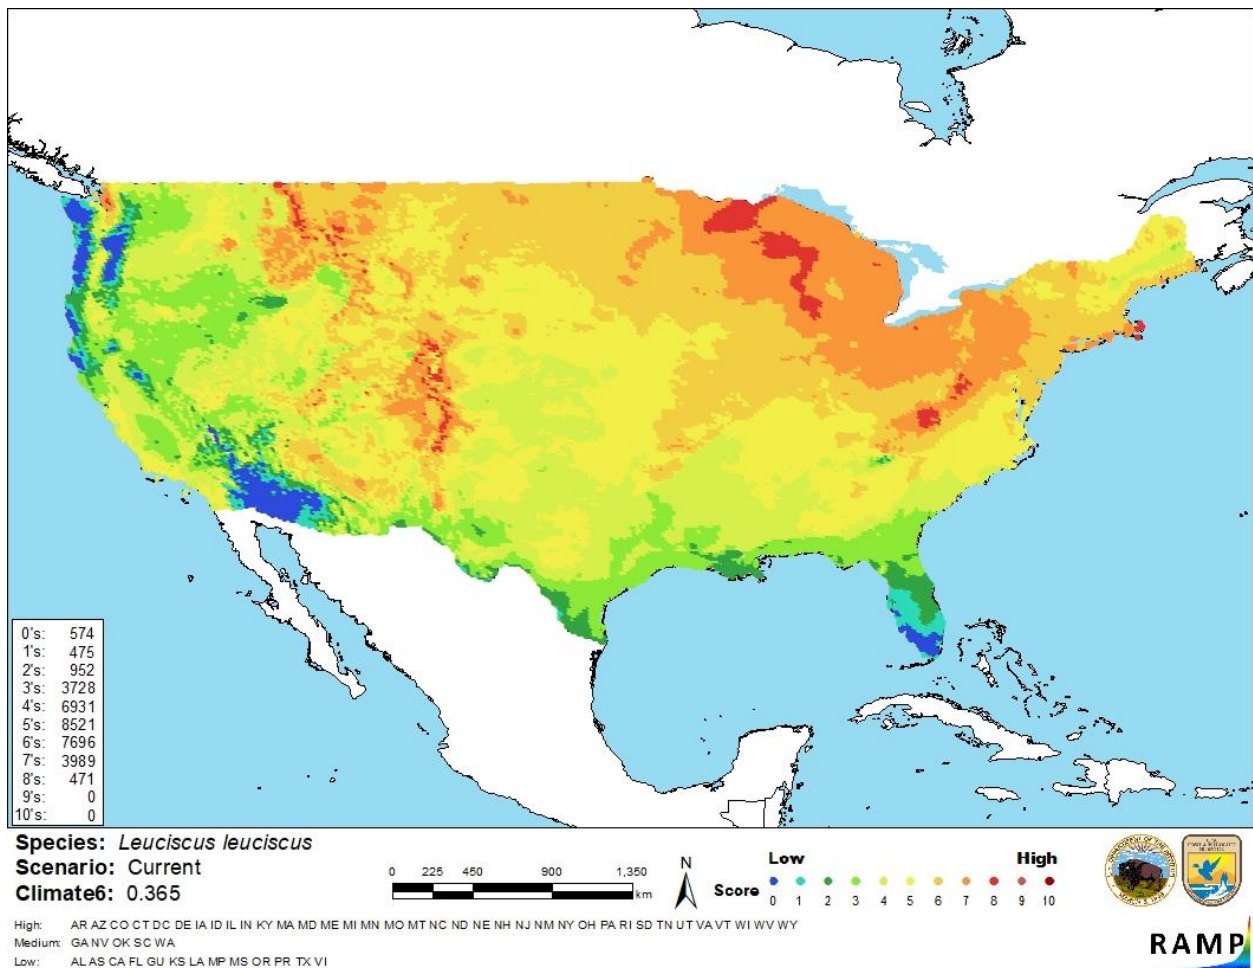 0's: 574
1's: 475
2's: 952
3's: 3728
4's: 6931
5's: 8521
6's: 7696
7's: 3989
8's: 471
9's: 0
10's: 0
Species: Leuciscus leuciscus
Scenario: Current
Climate6: 0.365
0 225 450 900 1,350
km
N
Low High
Score 0 1 2 3 4 5 6 7 8 9 10
High: AR AZ CO CT DC DE IA ID IL IN KY MA MD ME MI MN MO MT NC ND NE NH NJ NM NY OH PA RI SD TN UT VA VT WI WV WY
Medium: GA NV OK SC WA
Low: AL AS CA FL GU KS LA MP MS OR PR TX VI
RAMP